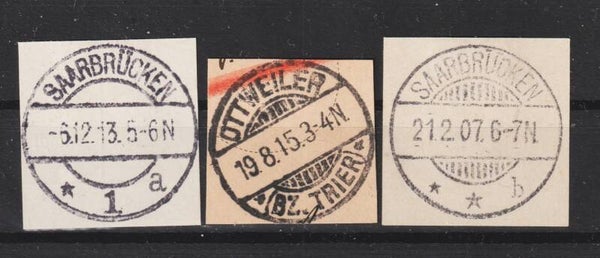 SAARBRÜCKEN
-6.12.13.5-6N
* 1 a
OTTWEILER
19.8.15.3-4N.
*(BZ. TRIER)*
SAARBRÜCKEN
21.2.07.6-7N.
* * b